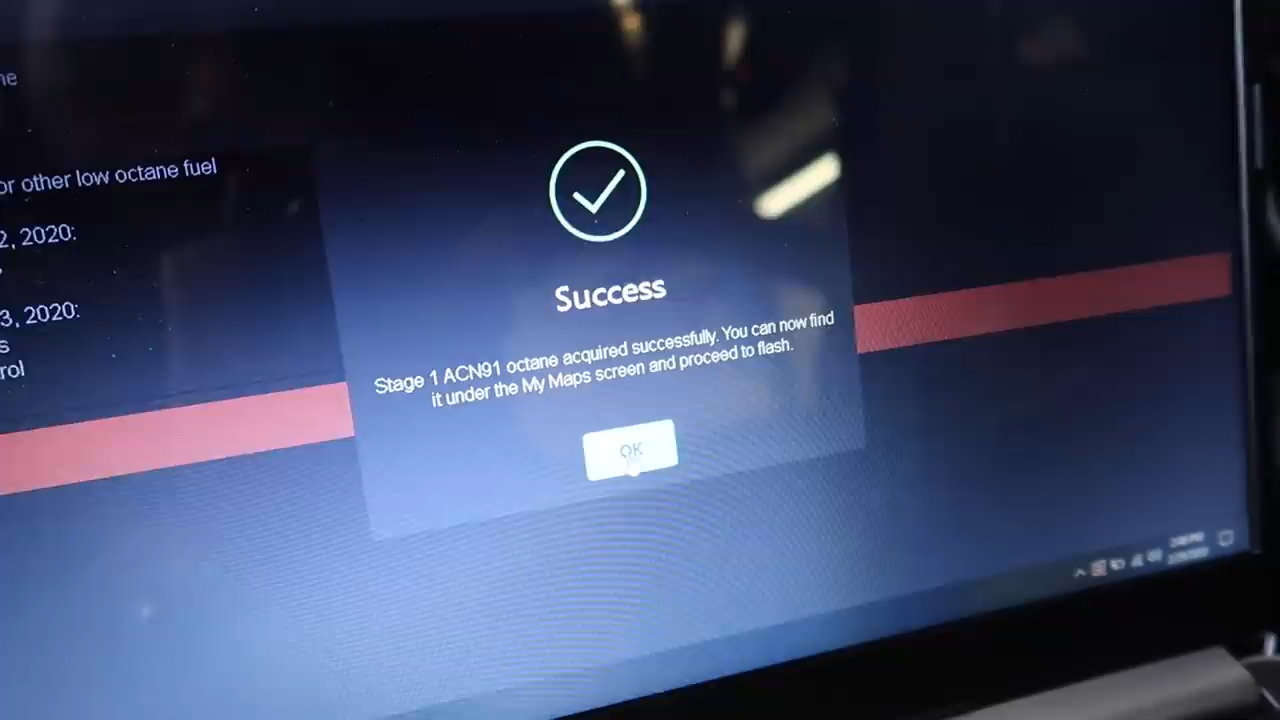 ne
or other low octane fuel
2, 2020:
3, 2020:
s
rol
Success
Stage 1 ACN91 octane acquired successfully. You can now find
it under the My Maps screen and proceed to flash.
OK